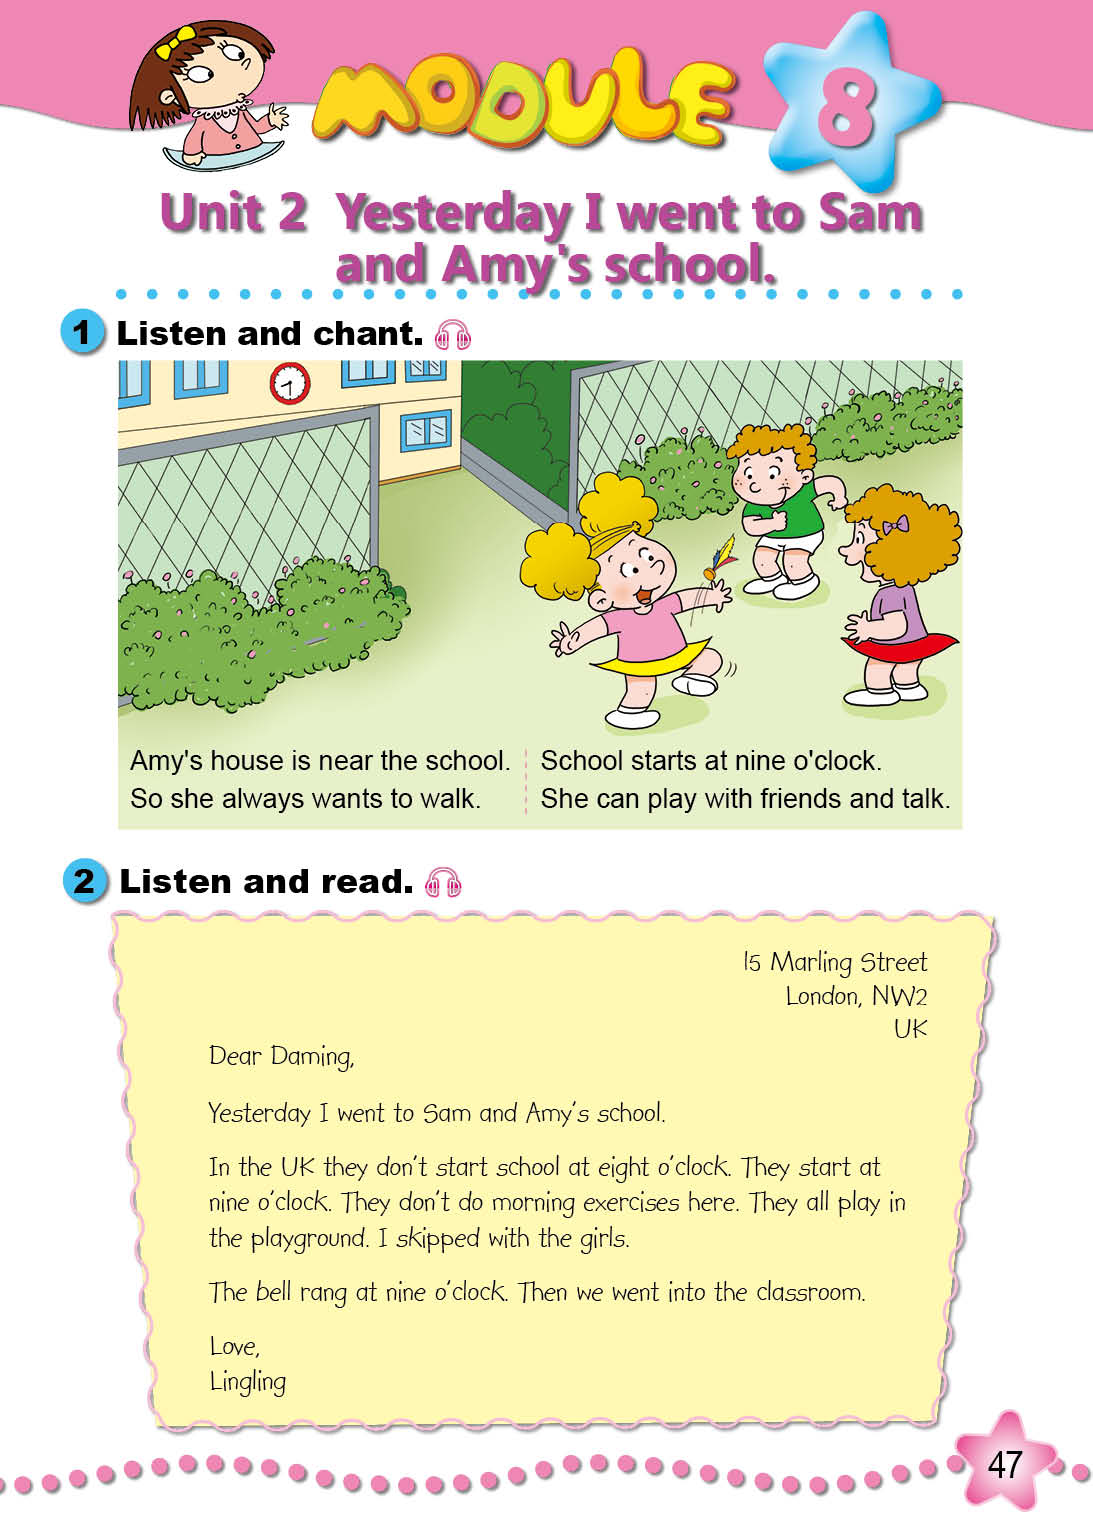 MODULE 8
Unit 2 Yesterday I went to Sam
and Amy's school.
1 Listen and chant.
Amy's house is near the school.
So she always wants to walk.
School starts at nine o'clock.
She can play with friends and talk.
2 Listen and read.
15 Marling Street
London, NW2
UK
Dear Daming,
Yesterday I went to Sam and Amy's school.
In the UK they don't start school at eight o'clock. They start at
nine o'clock. They don't do morning exercises here. They all play in
the playground. I skipped with the girls.
The bell rang at nine o'clock. Then we went into the classroom.
Love,
Lingling
47